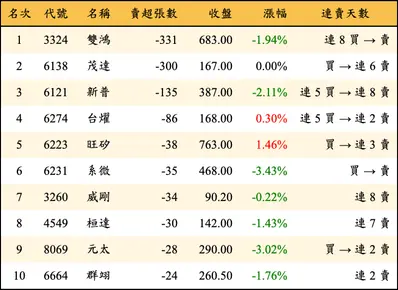 名次 代號 名稱 賣超張數 收盤 漲幅 連賣天數
1 3324 雙鴻 -331 683.00 -1.94% 連 8 買 → 賣
2 6138 茂達 -300 167.00 0.00% 買 → 連 6 賣
3 6121 新普 -135 387.00 -2.11% 連 5 買 → 連 8 賣
4 6274 台燿 -86 168.00 0.30% 連 5 買 → 連 2 賣
5 6223 旺矽 -38 763.00 1.46% 買 → 連 3 賣
6 6231 系微 -35 468.00 -3.43% 買 → 賣
7 3260 威剛 -34 90.20 -0.22% 連 8 賣
8 4549 桓達 -30 142.00 -1.43% 連 7 賣
9 8069 元太 -28 290.00 -3.02% 買 → 連 2 賣
10 6664 群翊 -24 260.50 -1.76% 連 2 賣